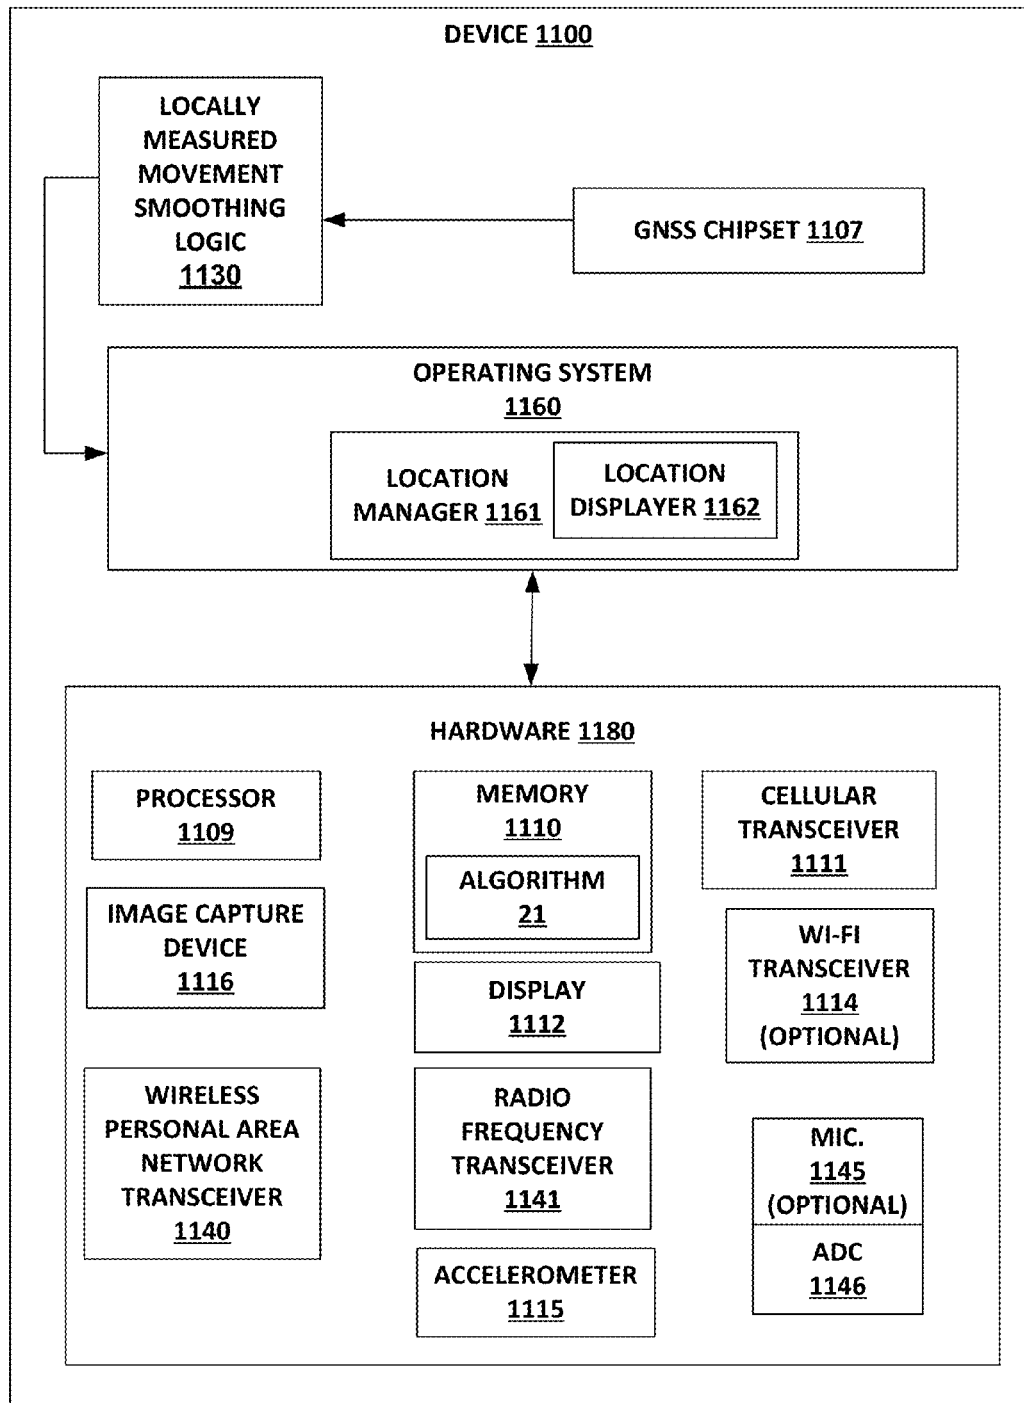 DEVICE 1100
LOCALLY
MEASURED
MOVEMENT
SMOOTHING
LOGIC
1130
GNSS CHIPSET 1107
OPERATING SYSTEM
1160
LOCATION
MANAGER 1161
LOCATION
DISPLAYER 1162
HARDWARE 1180
PROCESSOR
1109
MEMORY
1110
ALGORITHM
21
CELLULAR
TRANSCEIVER
1111
IMAGE CAPTURE
DEVICE
1116
DISPLAY
1112
WI-FI
TRANSCEIVER
1114
(OPTIONAL)
WIRELESS
PERSONAL AREA
NETWORK
TRANSCEIVER
1140
RADIO
FREQUENCY
TRANSCEIVER
1141
MIC.
1145
(OPTIONAL)
ADC
1146
ACCELEROMETER
1115